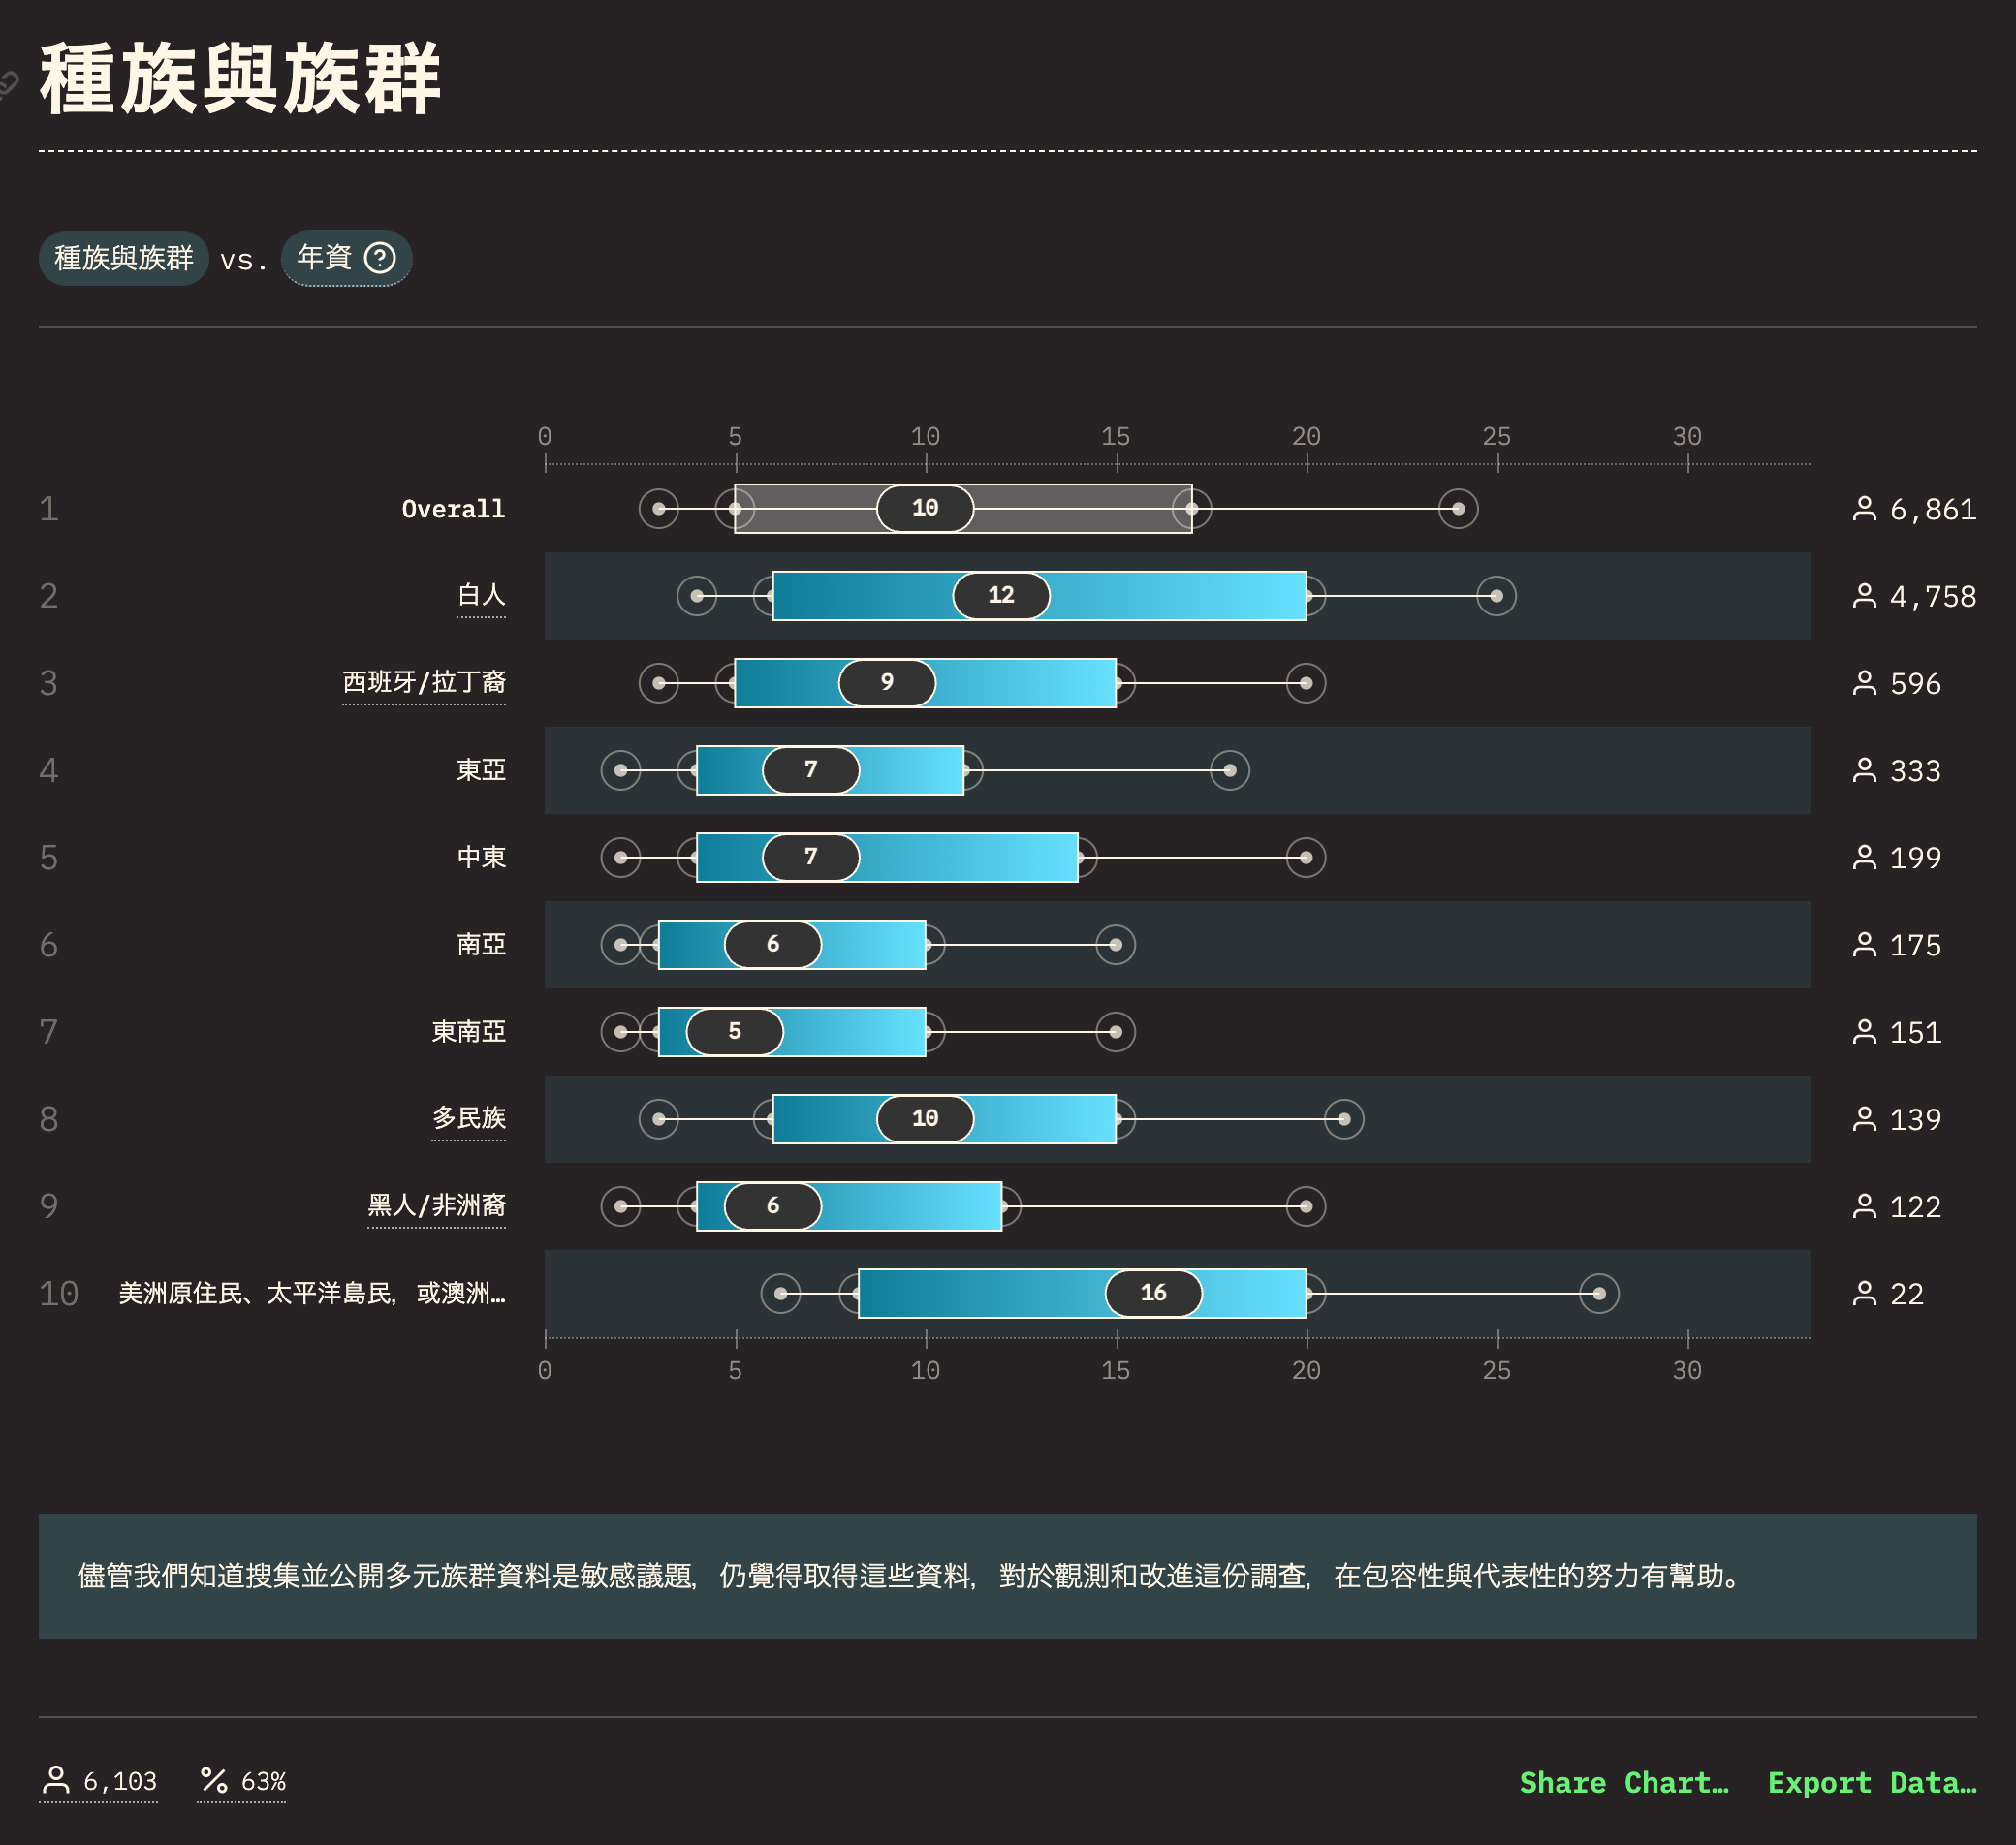 種族與族群
種族與族群 vs. 年資 ?
0 5 10 15 20 25 30
1 Overall 10 6,861
2 白人 12 4,758
3 西班牙/拉丁裔 9 596
4 東亞 7 333
5 中東 7 199
6 南亞 6 175
7 東南亞 5 151
8 多民族 10 139
9 黑人/非洲裔 6 122
10 美洲原住民、太平洋島民，或澳洲… 16 22
0 5 10 15 20 25 30
儘管我們知道搜集並公開多元族群資料是敏感議題，仍覺得取得這些資料，對於觀測和改進這份調查，在包容性與代表性的努力有幫助。
6,103 % 63% Share Chart… Export Data…